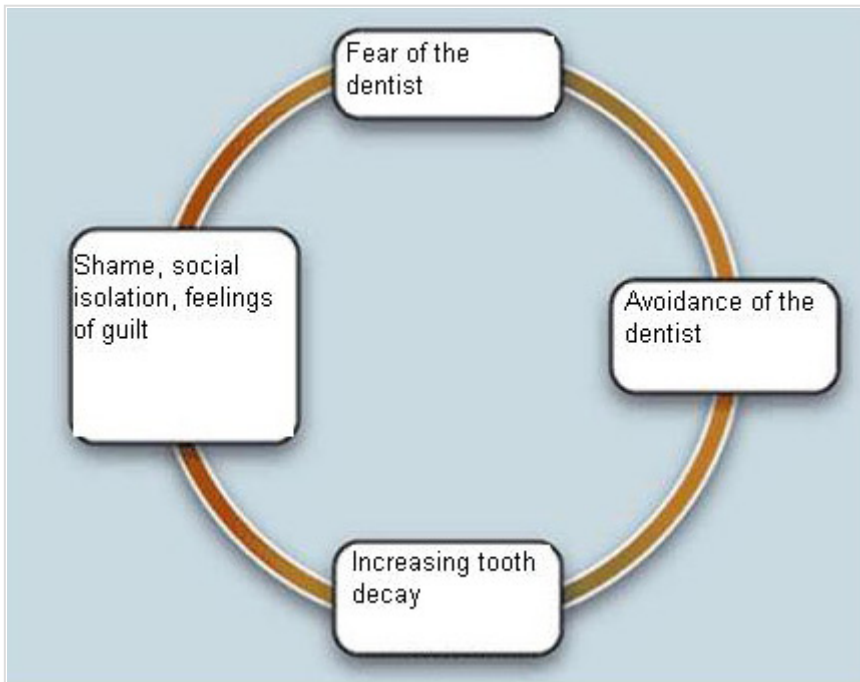 Fear of the
dentist
Avoidance of the
dentist
Increasing tooth
decay
Shame, social
isolation, feelings
of guilt